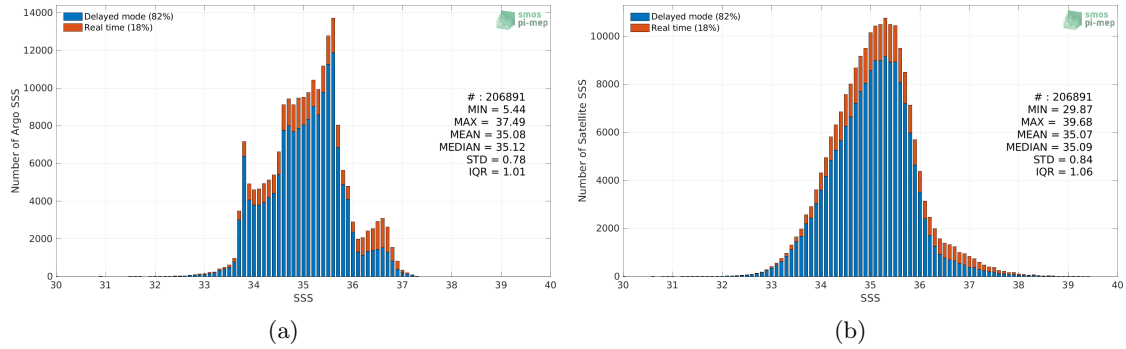 Delayed mode (82%)
Real time (18%)
smos
pi-mep
14000
12000
10000
8000
6000
4000
2000
0
Number of Argo SSS
# : 206891
MIN = 5.44
MAX = 37.49
MEAN = 35.08
MEDIAN = 35.12
STD = 0.78
IQR = 1.01
30 31 32 33 34 35 36 37 38 39 40
SSS
(a)
Delayed mode (82%)
Real time (18%)
smos
pi-mep
10000
8000
6000
4000
2000
0
Number of Satellite SSS
# : 206891
MIN = 29.87
MAX = 39.68
MEAN = 35.07
MEDIAN = 35.09
STD = 0.84
IQR = 1.06
30 31 32 33 34 35 36 37 38 39 40
SSS
(b)